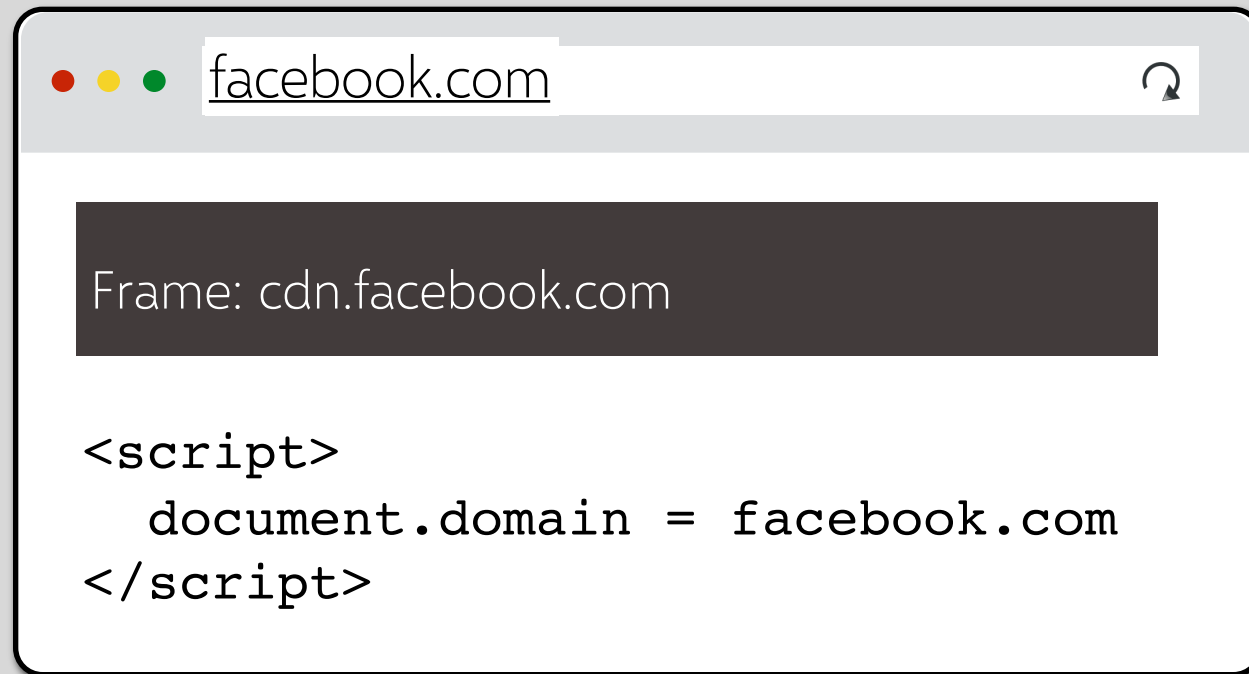 facebook.com
Frame: cdn.facebook.com
<script>
  document.domain = facebook.com
</script>